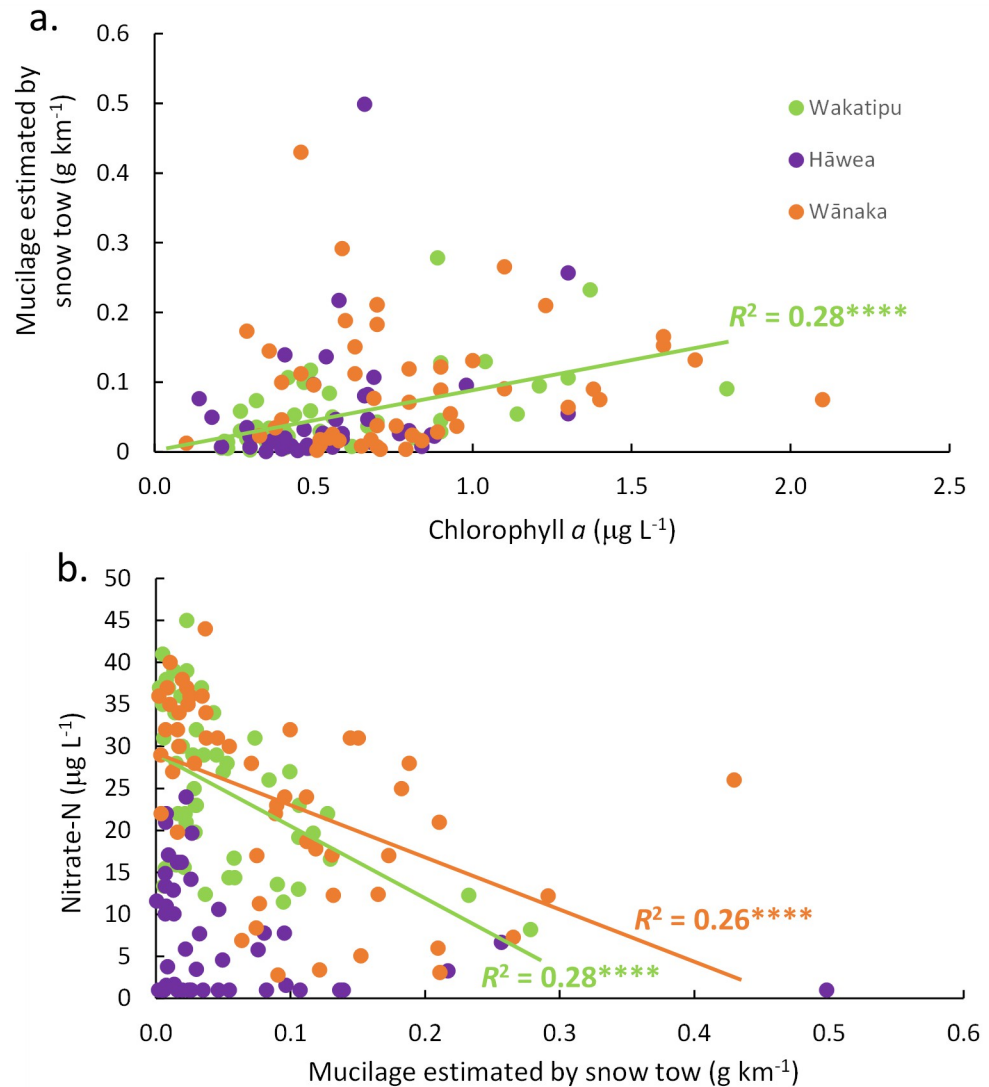 a.
Mucilage estimated by
snow tow (g km⁻¹)
0.6
0.5
0.4
0.3
0.2
0.1
0
0.0 0.5 1.0 1.5 2.0 2.5
Chlorophyll a (µg L⁻¹)
Wakatipu
Hāwea
Wānaka
R² = 0.28****
b.
Nitrate-N (µg L⁻¹)
50
45
40
35
30
25
20
15
10
5
0
0.0 0.1 0.2 0.3 0.4 0.5 0.6
Mucilage estimated by snow tow (g km⁻¹)
R² = 0.26****
R² = 0.28****